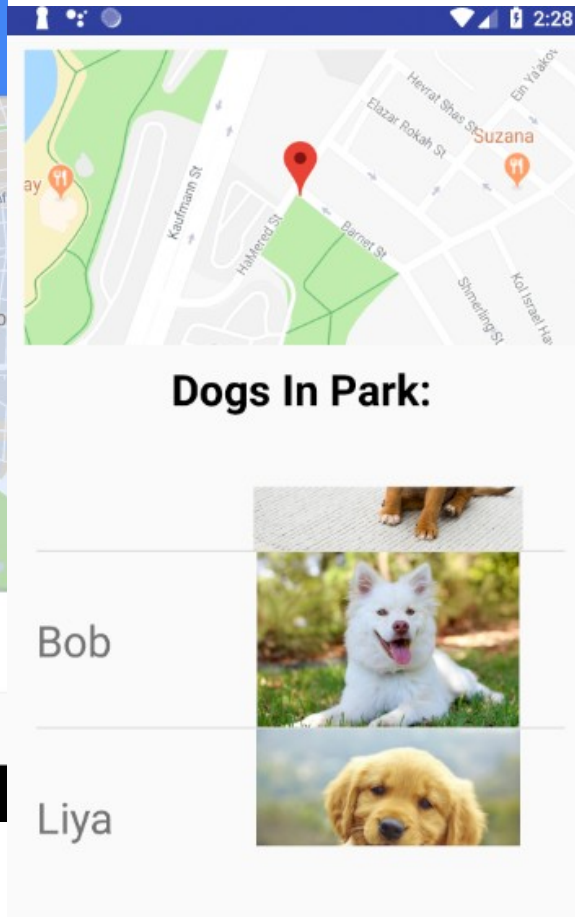 2:28
Hevrat Shas St
Ein Ya'akov
Elazar Rokah St
Suzana
ay
Kaufmann St
HaMered St
Barnet St
Shmerling St
Kol Israel Ha
Dogs In Park:
Bob
Liya